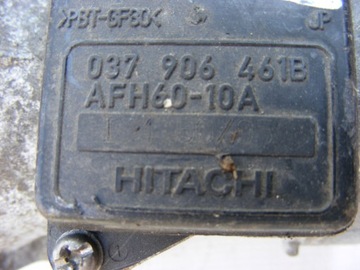 >PBT-GF30< JP
037 906 461B
AFH60-10A
HITACHI